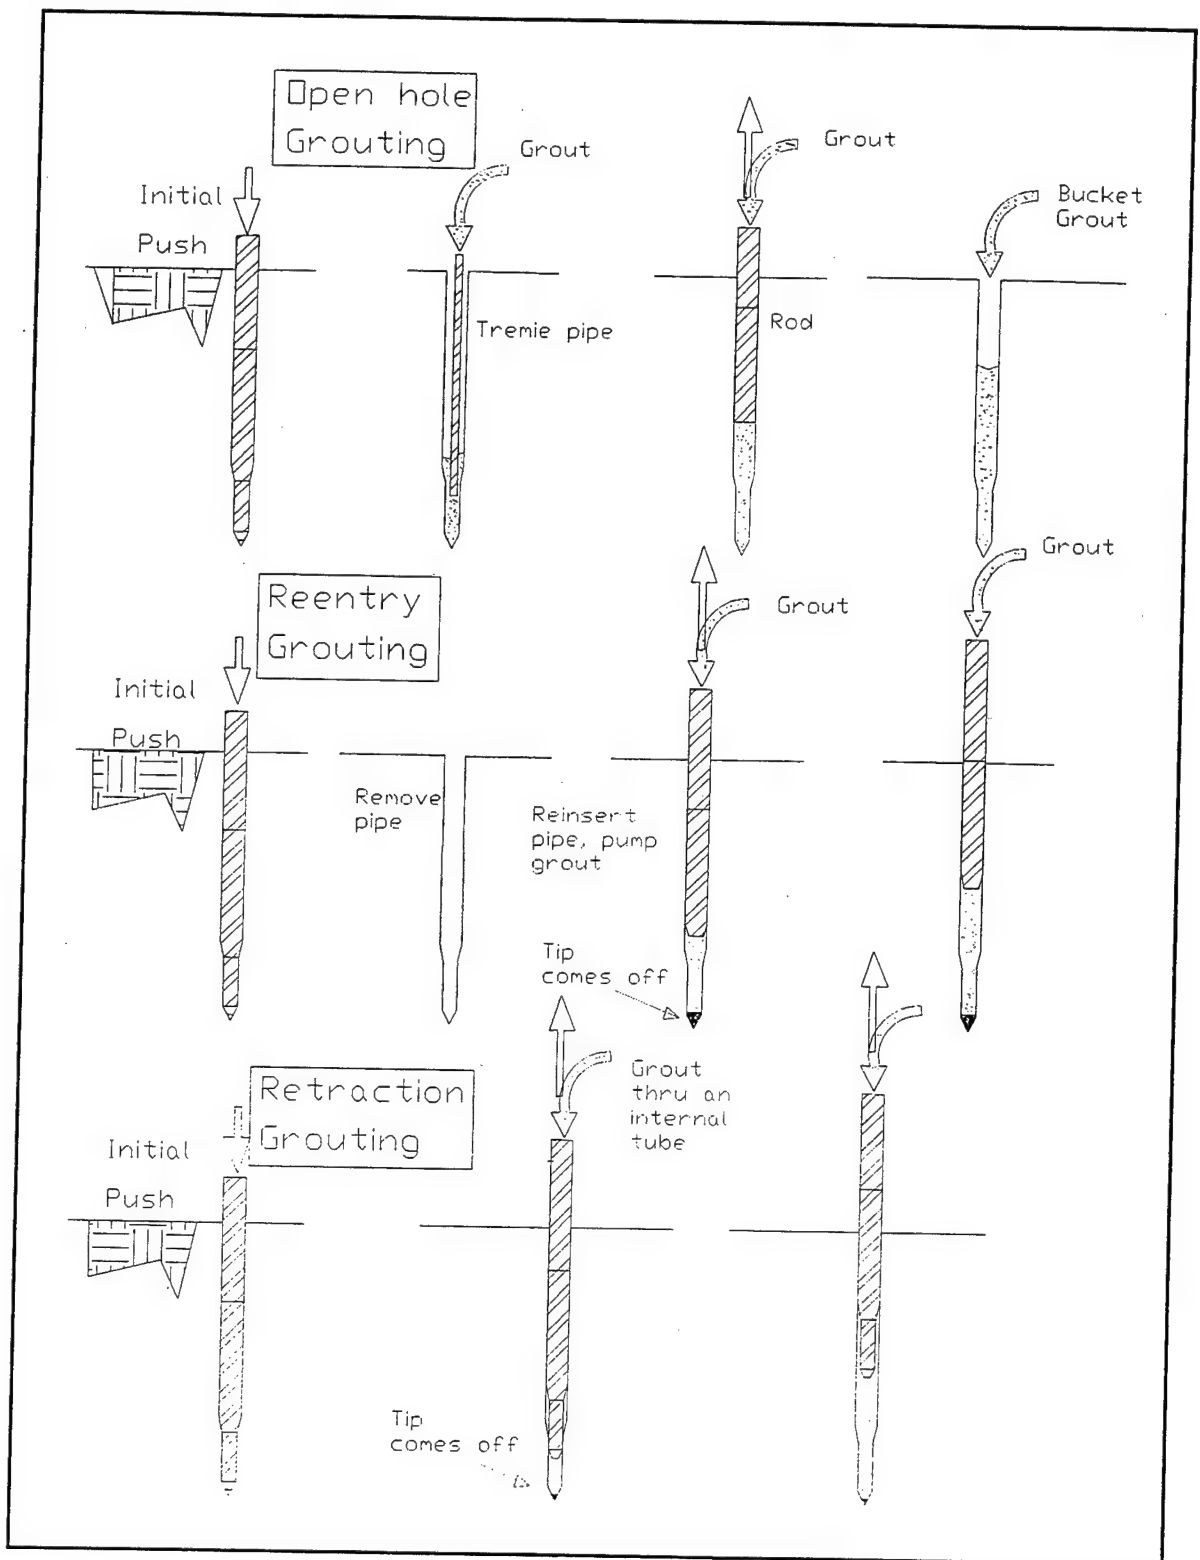 Open hole
Grouting
Initial
Push
Grout
Tremie pipe
Grout
Rod
Bucket
Grout
Reentry
Grouting
Initial
Push
Remove
pipe
Grout
Reinsert
pipe, pump
grout
Tip
comes off
Grout
Retraction
Grouting
Initial
Push
Grout
thru an
internal
tube
Tip
comes off